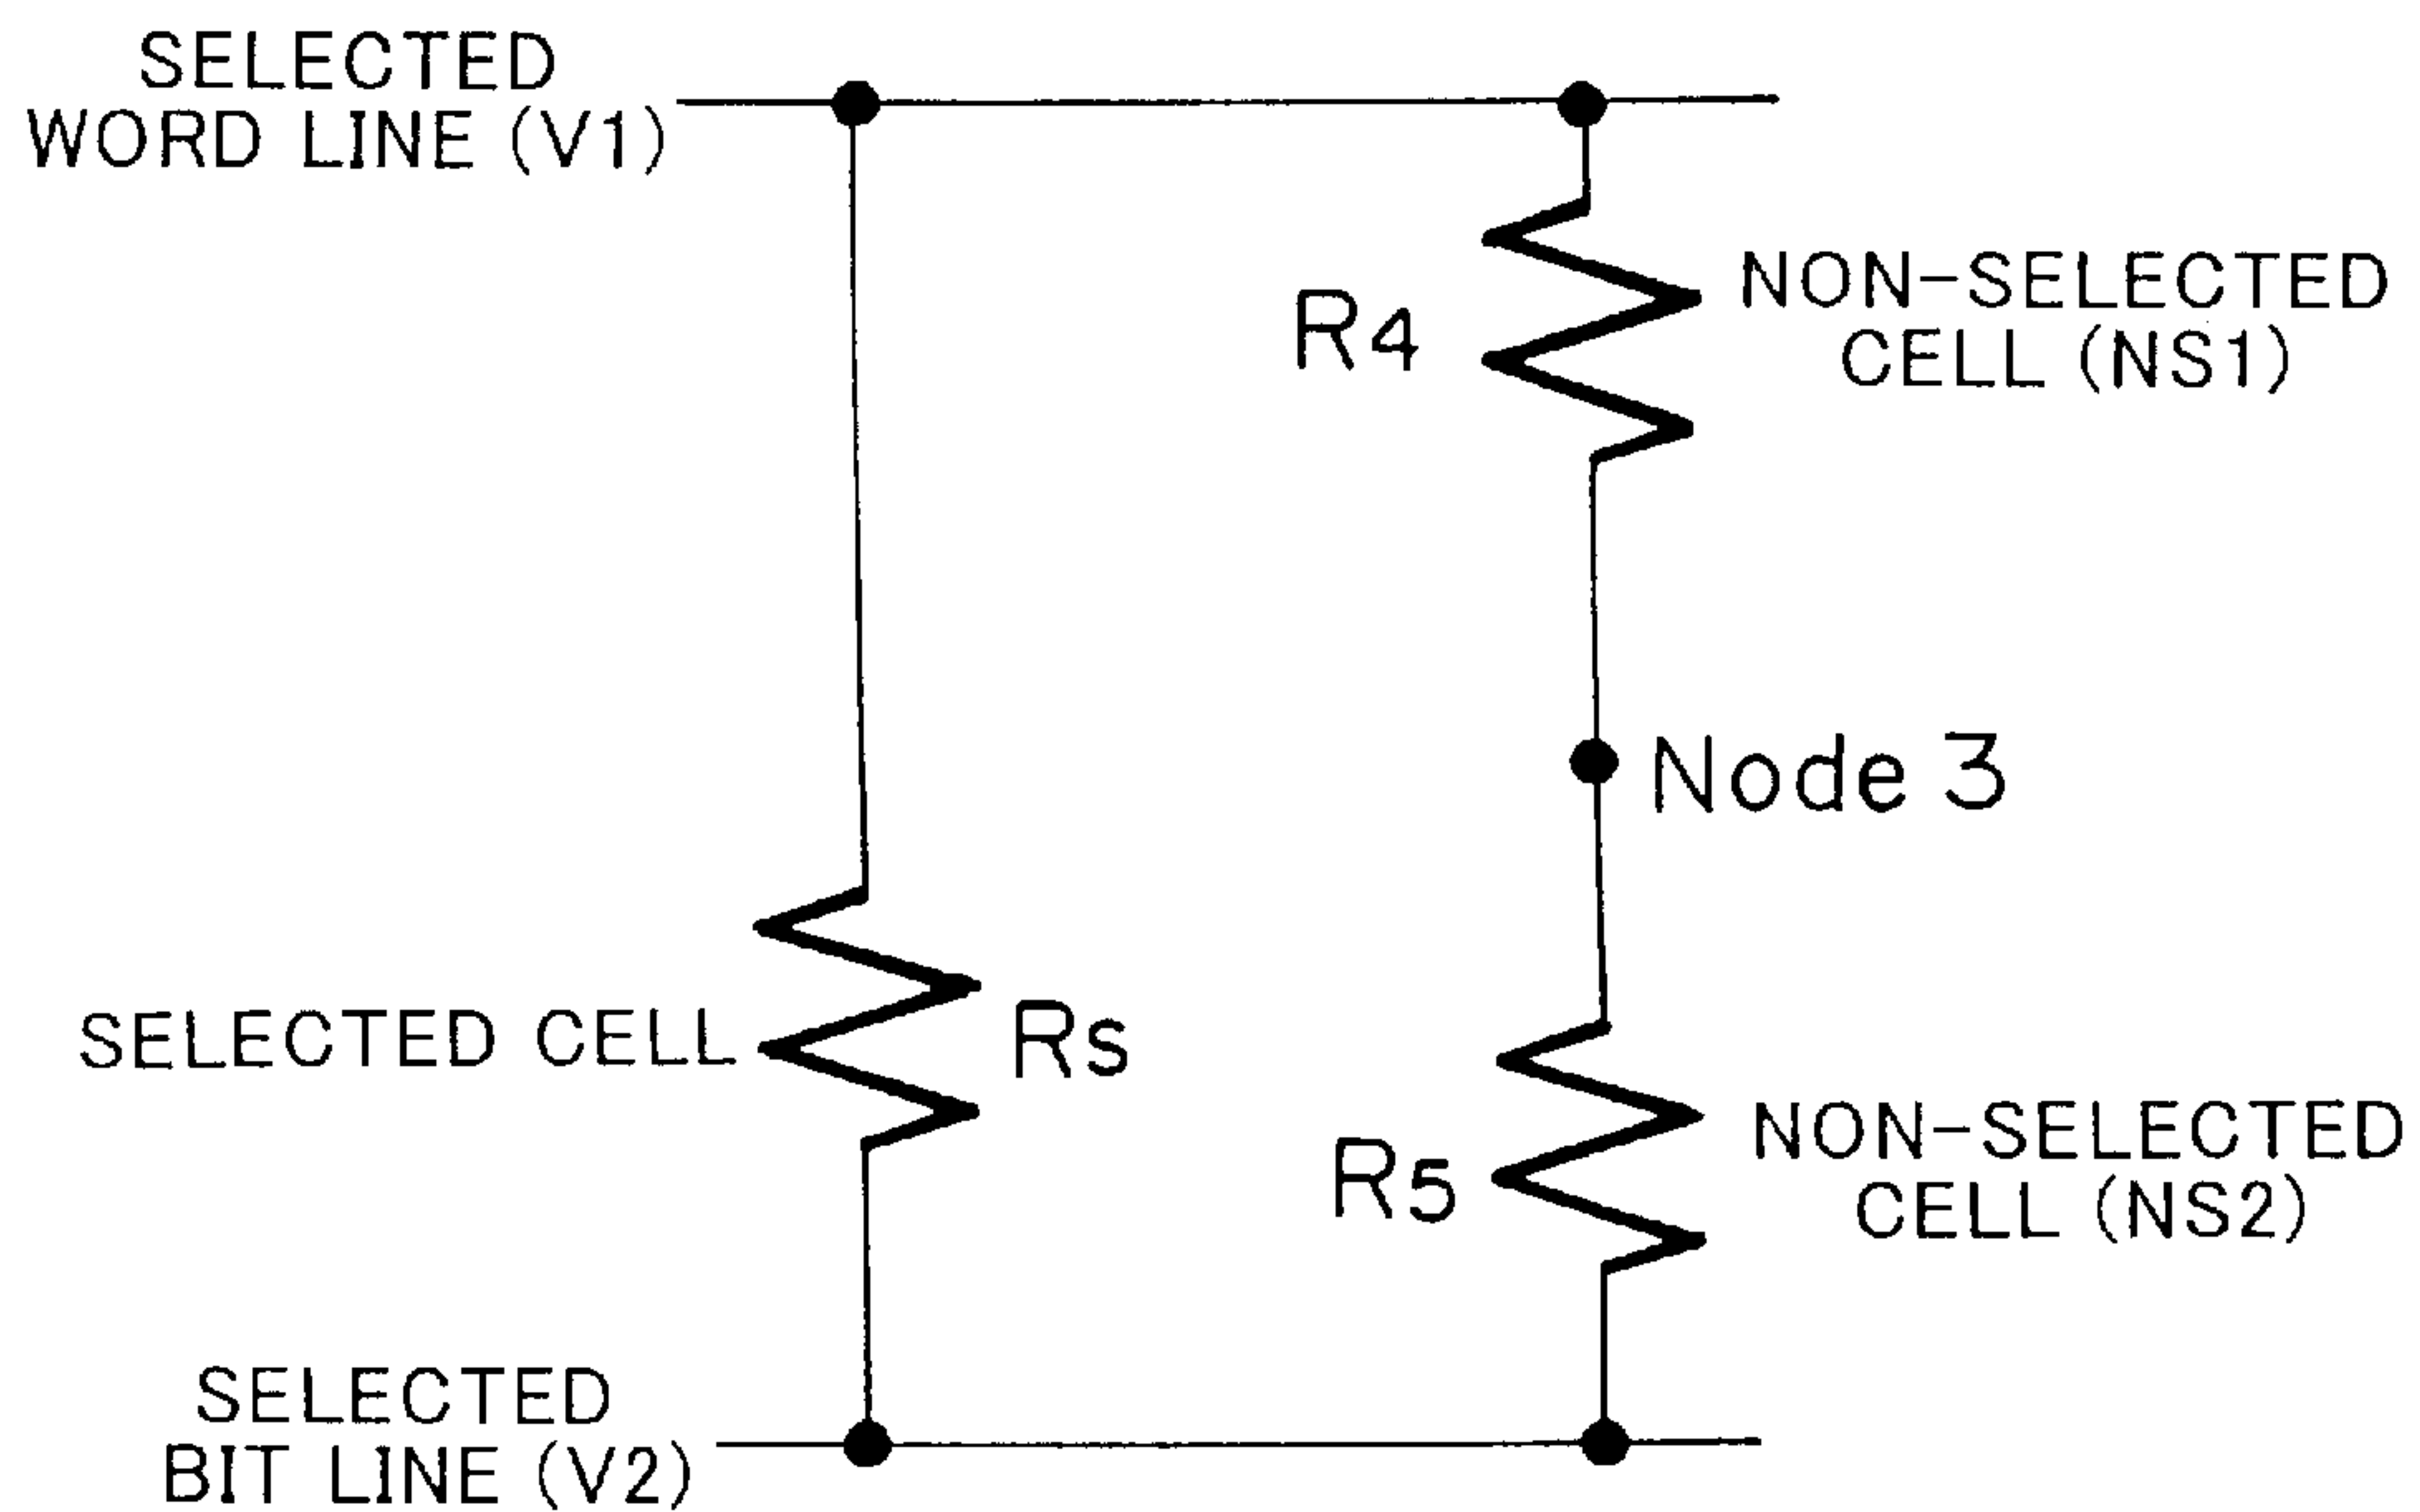 SELECTED
WORD LINE (V1)
R4
NON-SELECTED
CELL (NS1)
Node 3
SELECTED CELL
Rs
R5
NON-SELECTED
CELL (NS2)
SELECTED
BIT LINE (V2)